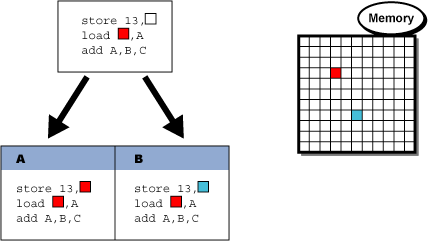 store 13,
load ,A
add A,B,C
Memory
A
B
store 13,
load ,A
add A,B,C
store 13,
load ,A
add A,B,C